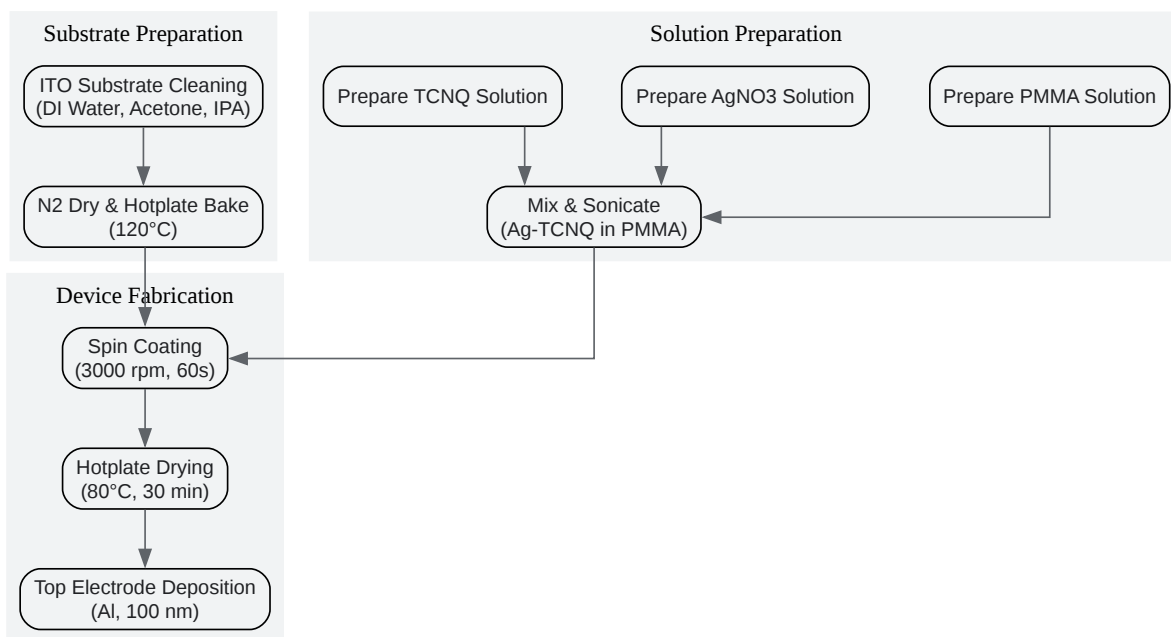 Substrate Preparation
ITO Substrate Cleaning
(DI Water, Acetone, IPA)
N2 Dry & Hotplate Bake
(120°C)
Solution Preparation
Prepare TCNQ Solution
Prepare AgNO3 Solution
Prepare PMMA Solution
Mix & Sonicate
(Ag-TCNQ in PMMA)
Device Fabrication
Spin Coating
(3000 rpm, 60s)
Hotplate Drying
(80°C, 30 min)
Top Electrode Deposition
(Al, 100 nm)